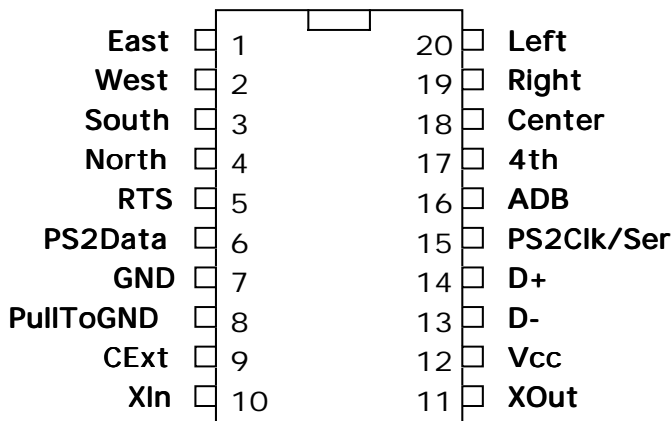 East 1 20 Left
West 2 19 Right
South 3 18 Center
North 4 17 4th
RTS 5 16 ADB
PS2Data 6 15 PS2Clk/Ser
GND 7 14 D+
PullToGND 8 13 D-
CExt 9 12 Vcc
XIn 10 11 XOut